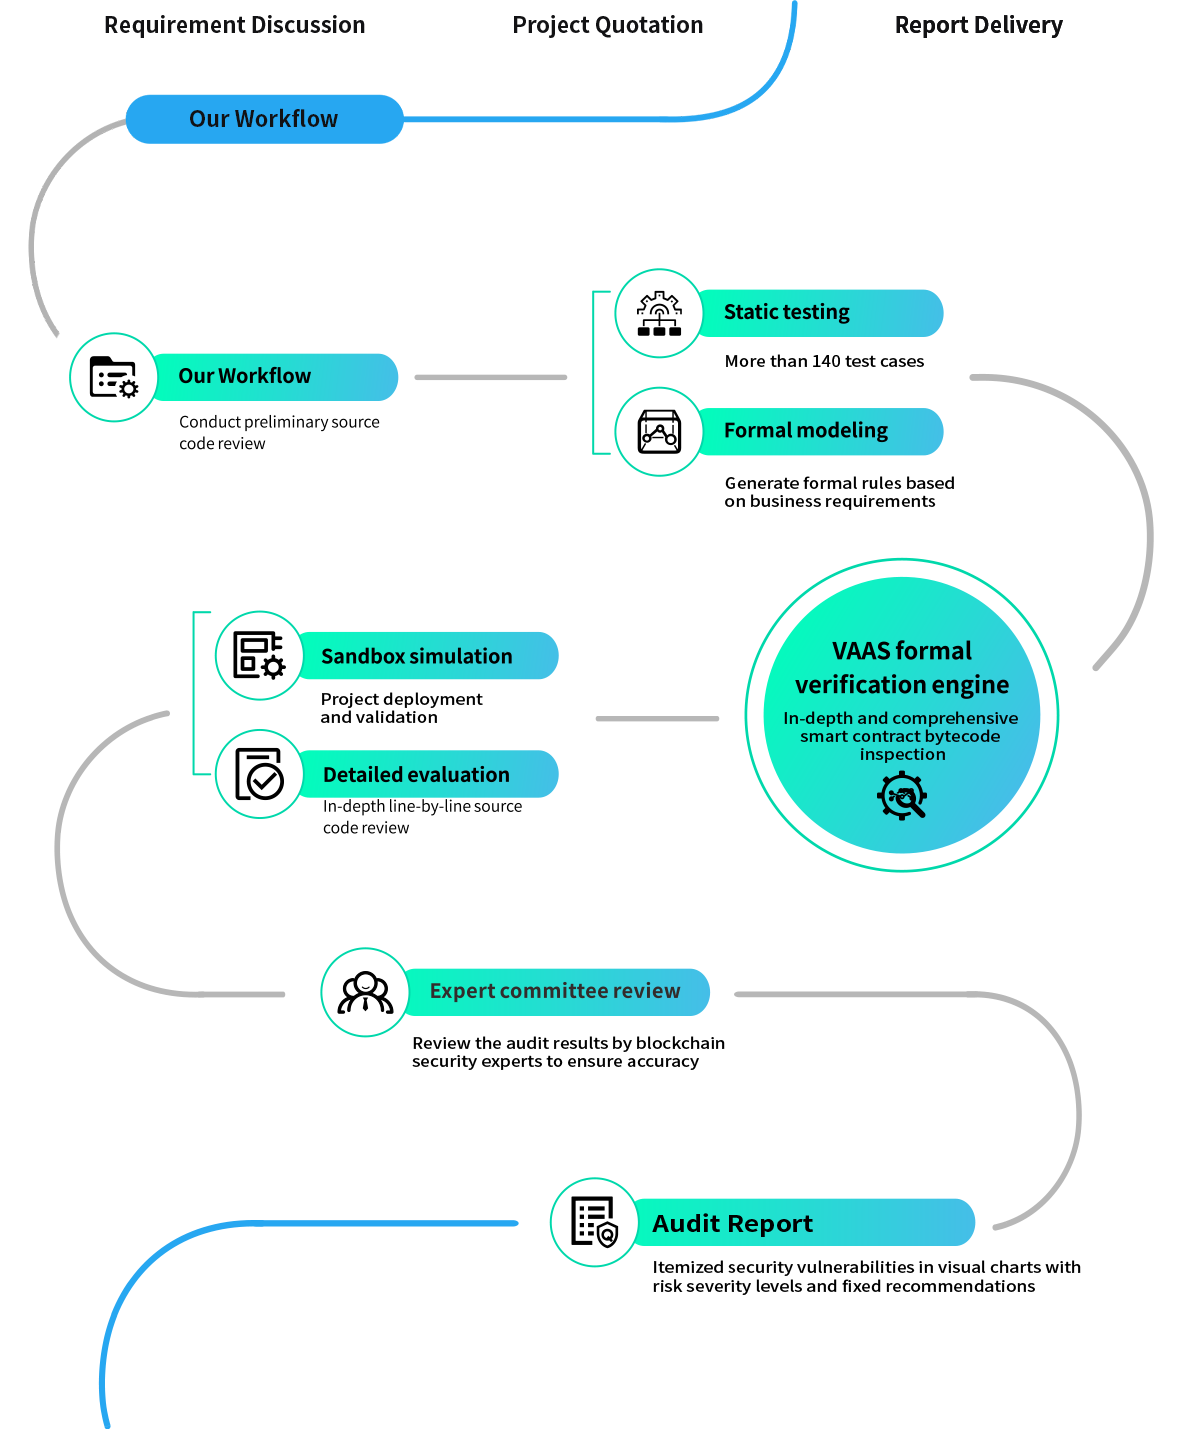 Requirement Discussion
Project Quotation
Report Delivery
Our Workflow
Our Workflow
Conduct preliminary source
code review
Static testing
More than 140 test cases
Formal modeling
Generate formal rules based
on business requirements
VAAS formal
verification engine
In-depth and comprehensive
smart contract bytecode
inspection
Sandbox simulation
Project deployment
and validation
Detailed evaluation
In-depth line-by-line source
code review
Expert committee review
Review the audit results by blockchain
security experts to ensure accuracy
Audit Report
Itemized security vulnerabilities in visual charts with
risk severity levels and fixed recommendations